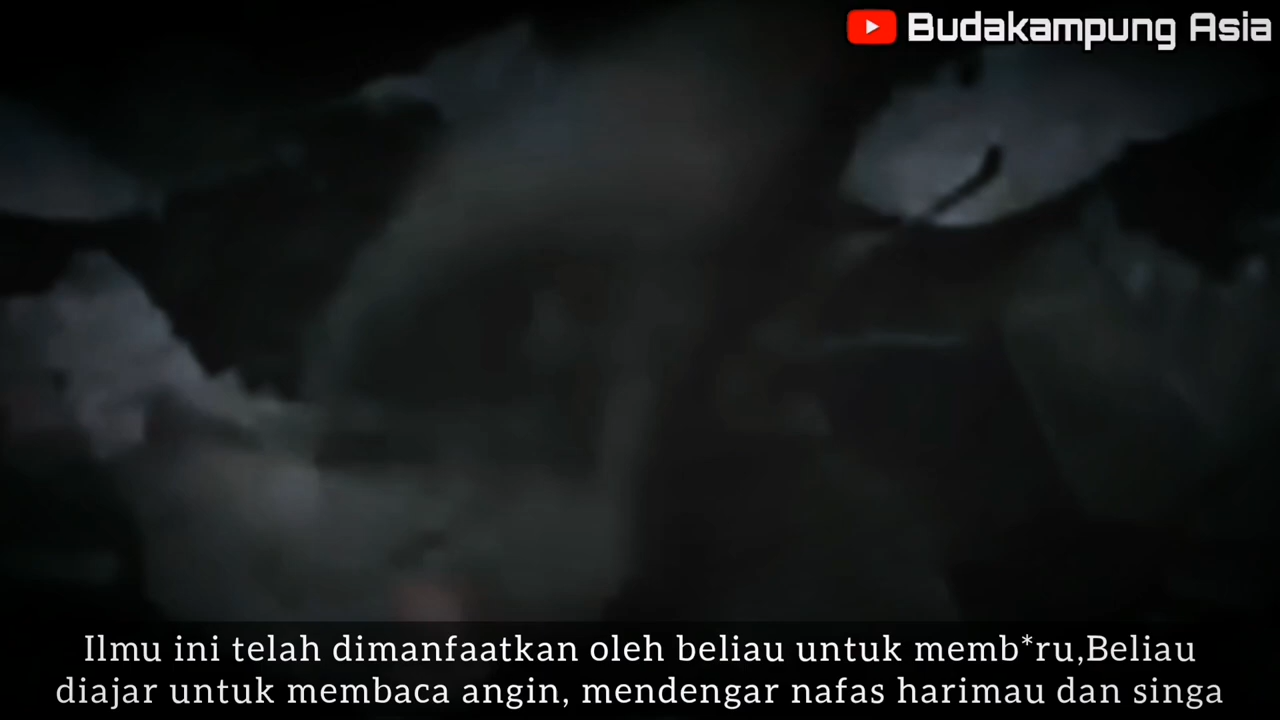 Budakampung Asia
Ilmu ini telah dimanfaatkan oleh beliau untuk memb*ru,Beliau
diajar untuk membaca angin, mendengar nafas harimau dan singa